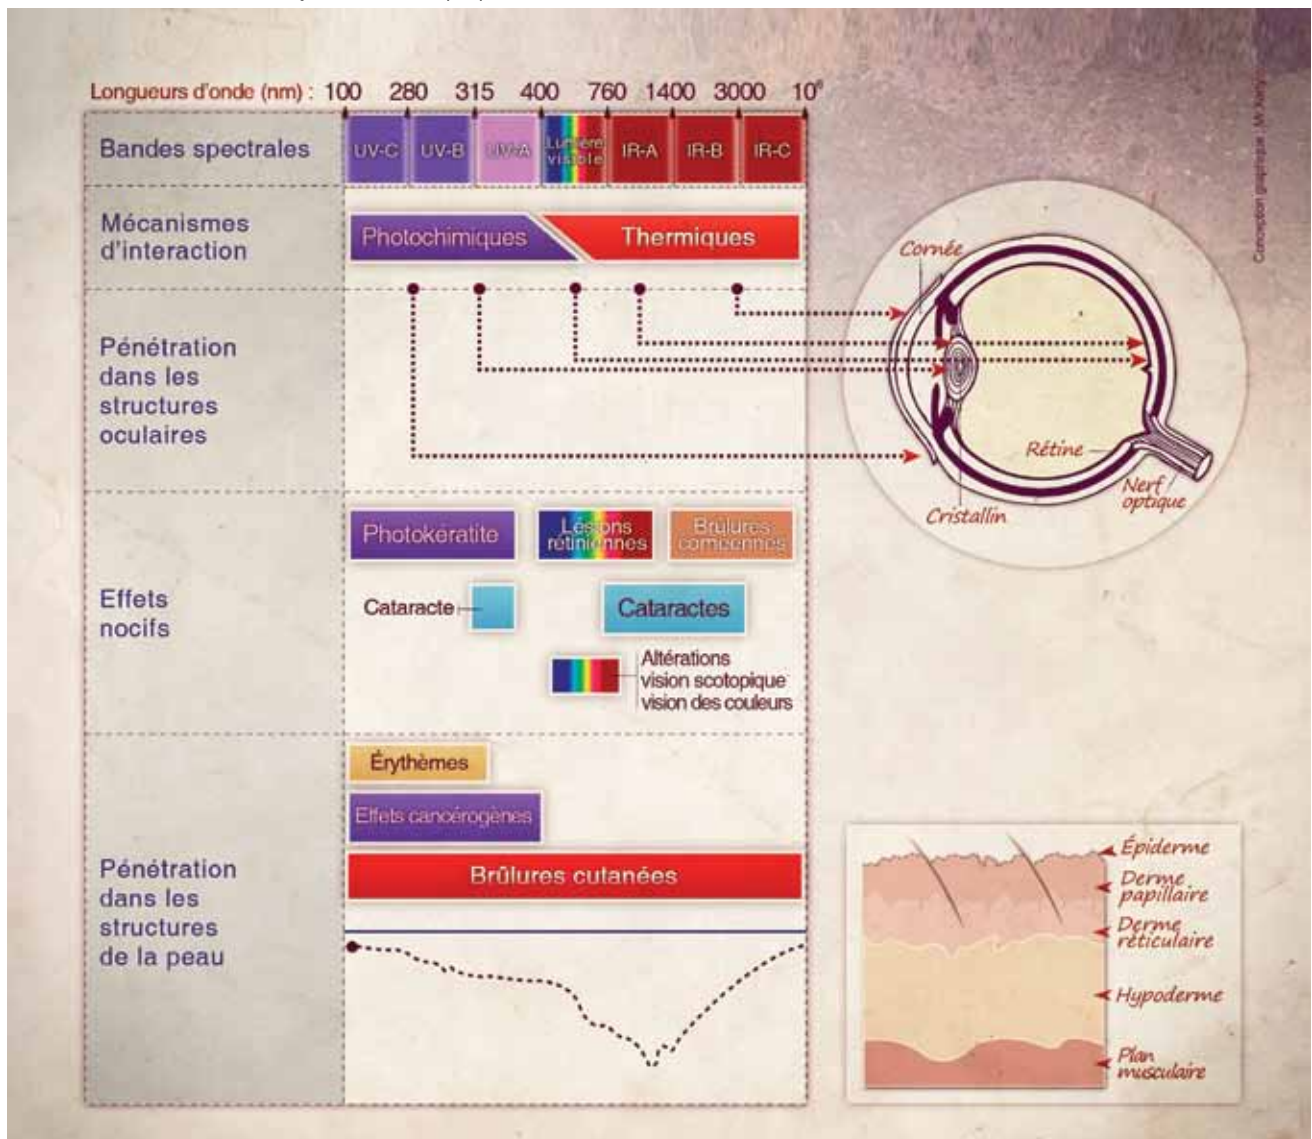 Longueurs d'onde (nm) : 100 280 315 400 760 1400 3000 10⁶
Bandes spectrales
UV-C UV-B UV-A Lumière visible IR-A IR-B IR-C
Mécanismes
d'interaction
Photochimiques Thermiques
Pénétration
dans les
structures
oculaires
Cornée
Rétine
Nerf
optique
Cristallin
Effets
nocifs
Photokératite
Lésions
rétiniennes
Brûlures
cornéennes
Cataracte
Cataractes
Altérations
vision scotopique
vision des couleurs
Pénétration
dans les
structures
de la peau
Érythèmes
Effets cancérogènes
Brûlures cutanées
Épiderme
Derme
papillaire
Derme
réticulaire
Hypoderme
Plan
musculaire
Conception graphique :